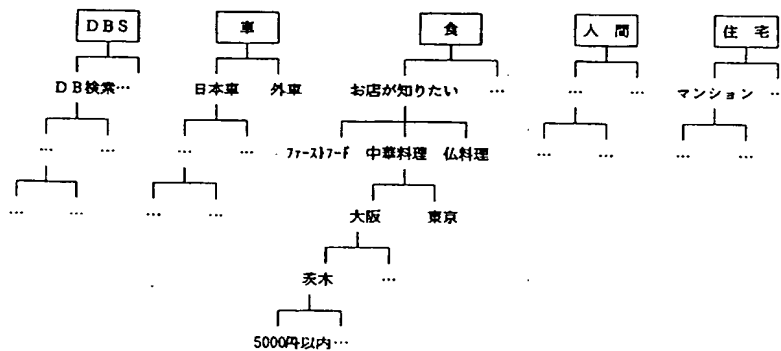 DBS 車 食 人 間 住 宅
DB検索… 日本車 外車 お店が知りたい … … … マンション …
… … … … ファーストフード 中華料理 仏料理 … … … …
… … … … 大阪 東京
茨木 …
5000円以内…